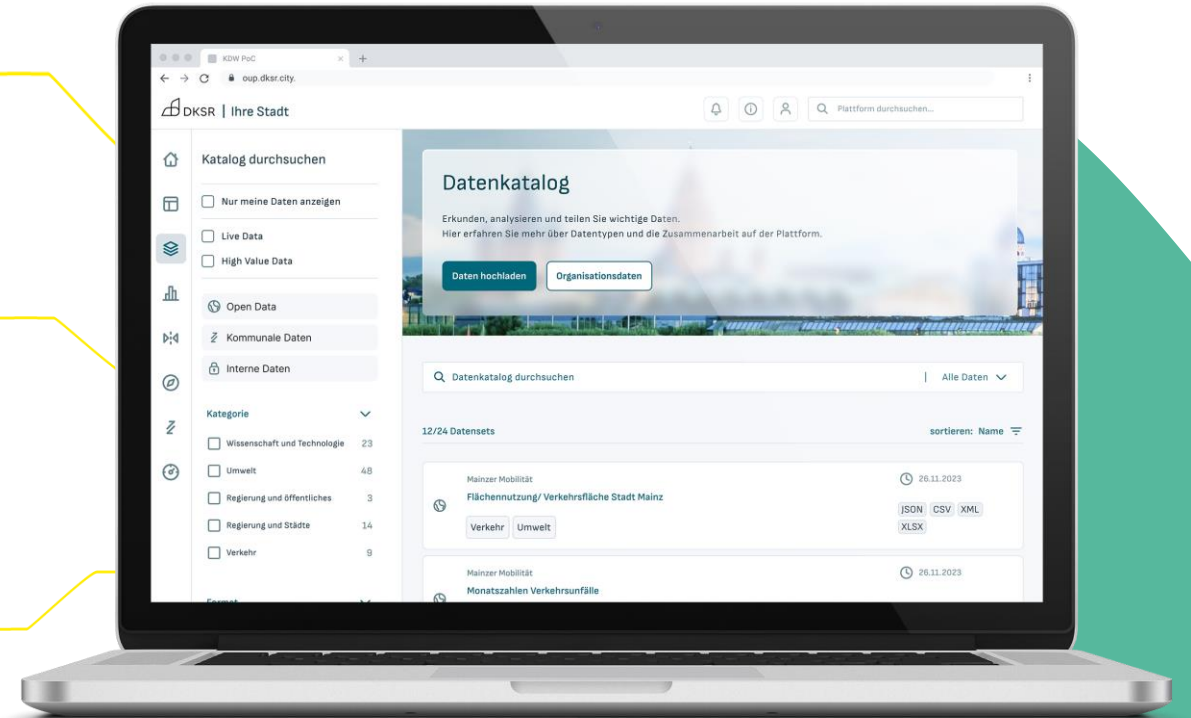 KDW PoC
oup.dksr.city.
DKSR | Ihre Stadt
Plattform durchsuchen...
Katalog durchsuchen
Nur meine Daten anzeigen
Live Data
High Value Data
Open Data
Kommunale Daten
Interne Daten
Kategorie
Wissenschaft und Technologie 23
Umwelt 48
Regierung und öffentliches 3
Regierung und Städte 14
Verkehr 9
Format
Datenkatalog
Erkunden, analysieren und teilen Sie wichtige Daten.
Hier erfahren Sie mehr über Datentypen und die Zusammenarbeit auf der Plattform.
Daten hochladen Organisationsdaten
Datenkatalog durchsuchen | Alle Daten
12/24 Datensets sortieren: Name
Mainzer Mobilität 26.11.2023
Flächennutzung/ Verkehrsfläche Stadt Mainz
Verkehr Umwelt
JSON CSV XML
XLSX
Mainzer Mobilität 26.11.2023
Monatszahlen Verkehrsunfälle